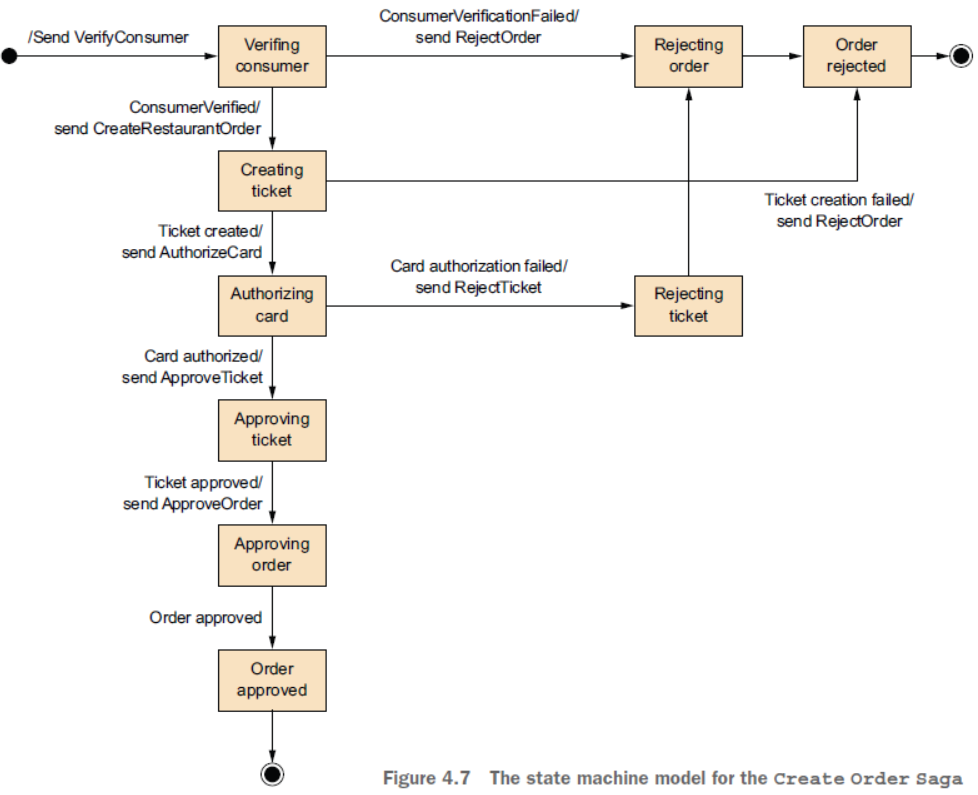 /Send VerifyConsumer
Verifing
consumer
ConsumerVerificationFailed/
send RejectOrder
Rejecting
order
Order
rejected
ConsumerVerified/
send CreateRestaurantOrder
Creating
ticket
Ticket creation failed/
send RejectOrder
Ticket created/
send AuthorizeCard
Authorizing
card
Card authorization failed/
send RejectTicket
Rejecting
ticket
Card authorized/
send ApproveTicket
Approving
ticket
Ticket approved/
send ApproveOrder
Approving
order
Order approved
Order
approved
Figure 4.7 The state machine model for the Create Order Saga